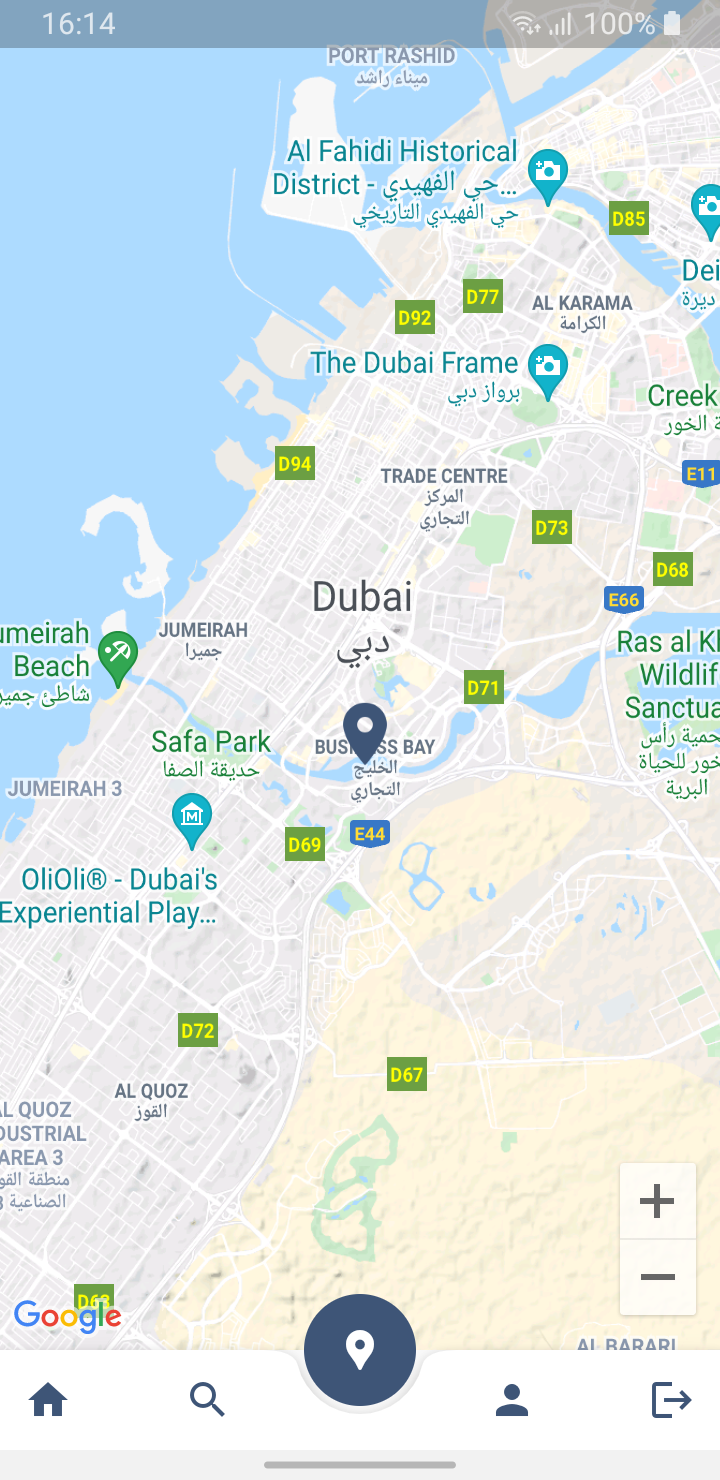 16:14
100%
PORT RASHID
ميناء راشد
Al Fahidi Historical
District - حي الفهيدي...
حي الفهيدي التاريخي
D85
Dei
ديرة
D77
D92
AL KARAMA
الكرامة
The Dubai Frame
برواز دبي
Creek
ة الخور
D94
E11
TRADE CENTRE
المركز
التجاري
D73
D68
E66
Dubai
دبي
JUMEIRAH
جميرا
umeirah
Beach
شاطئ جمير
Ras al Kh
Wildlif
Sanctua
حمية رأس
خور للحياة
البرية
D71
Safa Park
حديقة الصفا
BUSINESS BAY
الخليج
التجاري
JUMEIRAH 3
D69
E44
OliOli® - Dubai's
Experiential Play...
D72
D67
AL QUOZ
القوز
AL QUOZ
DUSTRIAL
AREA 3
منطقة القو
الصناعية 3
D63
Google
AL BARARI